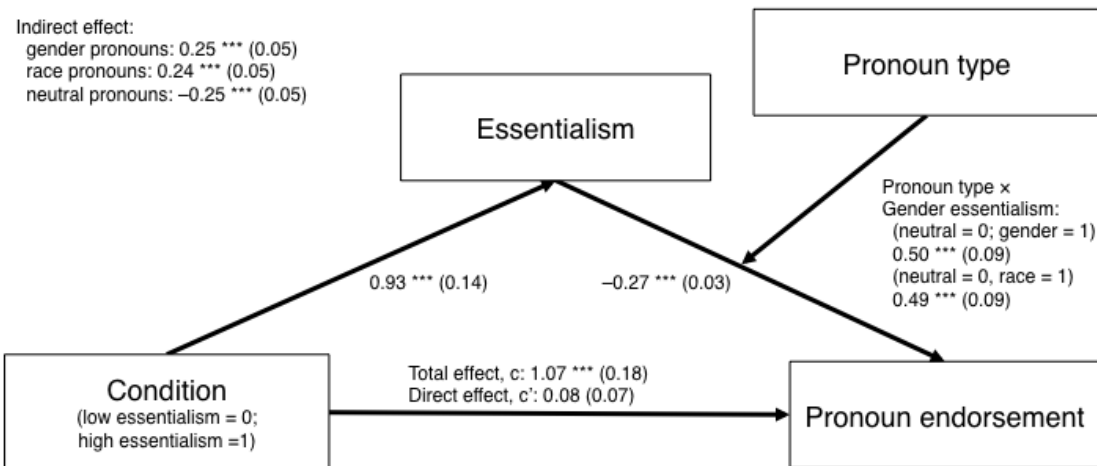 Indirect effect:
gender pronouns: 0.25 *** (0.05)
race pronouns: 0.24 *** (0.05)
neutral pronouns: –0.25 *** (0.05)
Pronoun type
Essentialism
Pronoun type ×
Gender essentialism:
(neutral = 0; gender = 1)
0.50 *** (0.09)
(neutral = 0, race = 1)
0.49 *** (0.09)
0.93 *** (0.14)
–0.27 *** (0.03)
Condition
(low essentialism = 0;
high essentialism =1)
Total effect, c: 1.07 *** (0.18)
Direct effect, c’: 0.08 (0.07)
Pronoun endorsement